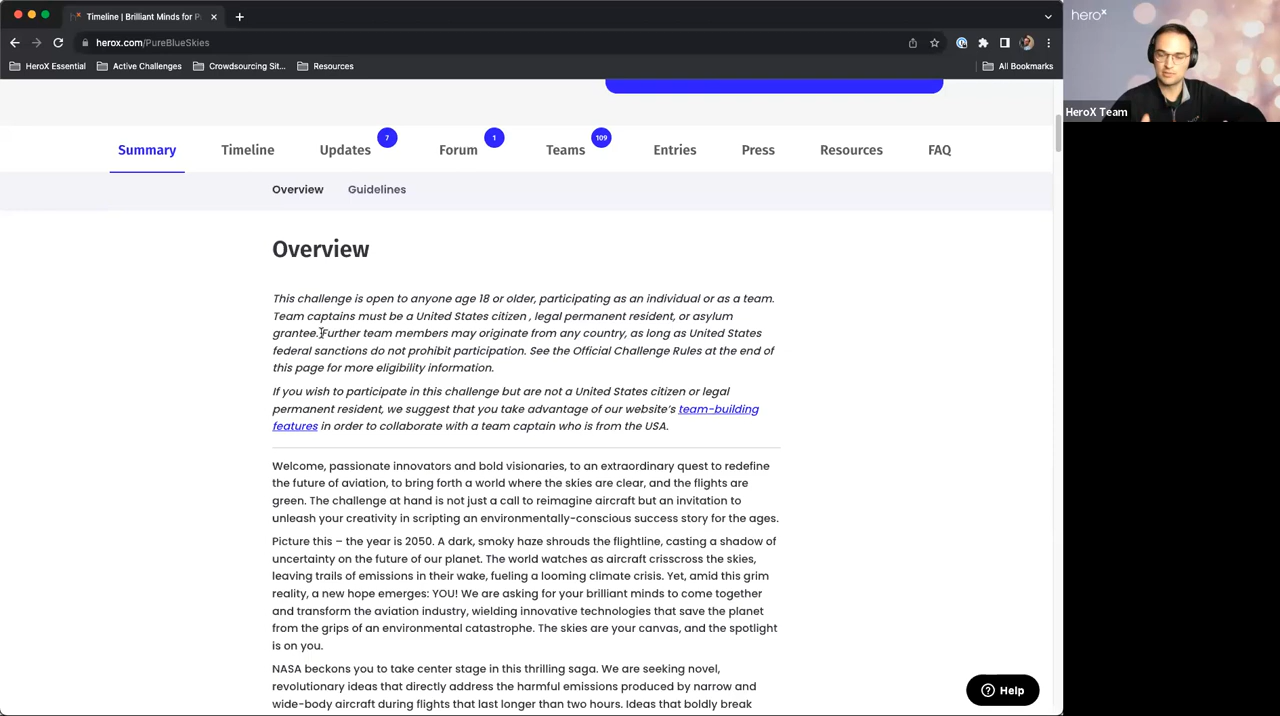 Timeline | Brilliant Minds for P
herox.com/PureBlueSkies
HeroX Essential
Active Challenges
Crowdsourcing Sit...
Resources
All Bookmarks
herox
HeroX Team
Summary
Timeline
Updates
7
Forum
1
Teams
109
Entries
Press
Resources
FAQ
Overview
Guidelines
Overview
This challenge is open to anyone age 18 or older, participating as an individual or as a team.
Team captains must be a United States citizen , legal permanent resident, or asylum
grantee. Further team members may originate from any country, as long as United States
federal sanctions do not prohibit participation. See the Official Challenge Rules at the end of
this page for more eligibility information.
If you wish to participate in this challenge but are not a United States citizen or legal
permanent resident, we suggest that you take advantage of our website's team-building
features in order to collaborate with a team captain who is from the USA.
Welcome, passionate innovators and bold visionaries, to an extraordinary quest to redefine
the future of aviation, to bring forth a world where the skies are clear, and the flights are
green. The challenge at hand is not just a call to reimagine aircraft but an invitation to
unleash your creativity in scripting an environmentally-conscious success story for the ages.
Picture this – the year is 2050. A dark, smoky haze shrouds the flightline, casting a shadow of
uncertainty on the future of our planet. The world watches as aircraft crisscross the skies,
leaving trails of emissions in their wake, fueling a looming climate crisis. Yet, amid this grim
reality, a new hope emerges: YOU! We are asking for your brilliant minds to come together
and transform the aviation industry, wielding innovative technologies that save the planet
from the grips of an environmental catastrophe. The skies are your canvas, and the spotlight
is on you.
NASA beckons you to take center stage in this thrilling saga. We are seeking novel,
revolutionary ideas that directly address the harmful emissions produced by narrow and
wide-body aircraft during flights that last longer than two hours. Ideas that boldly break
Help